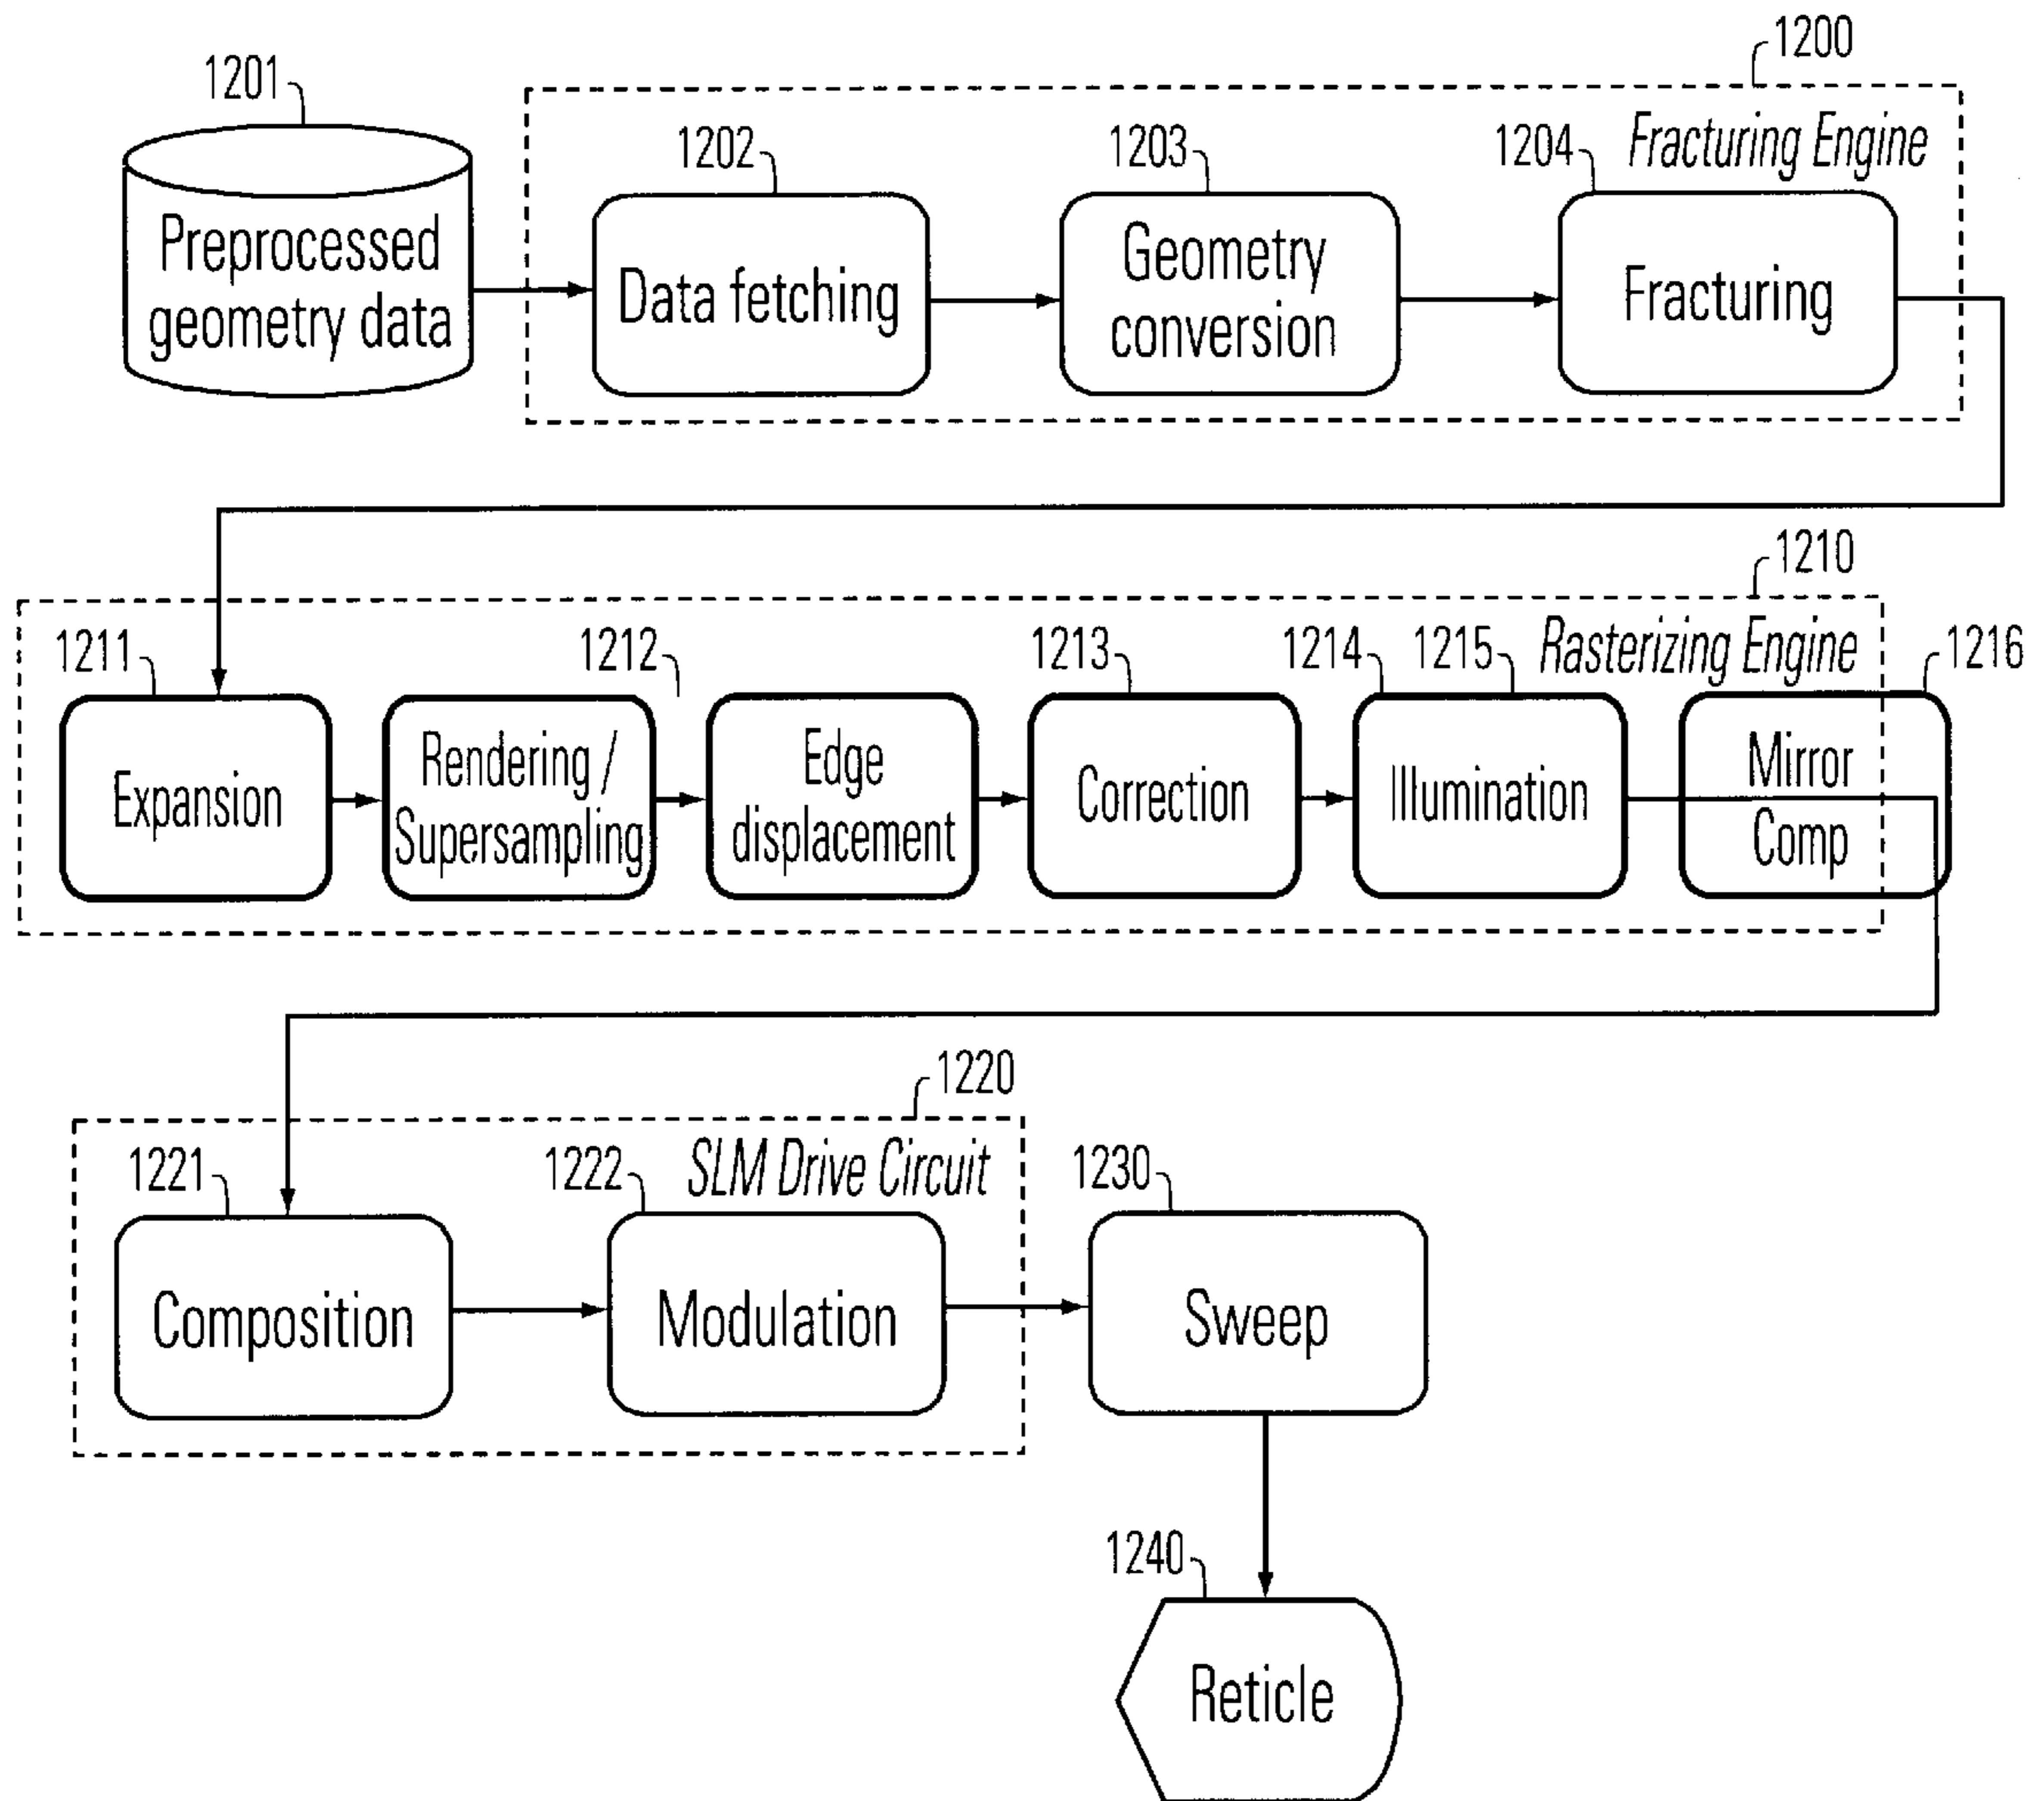 1200
1201
Fracturing Engine
1202
1203
1204
Preprocessed
geometry data
Data fetching
Geometry
conversion
Fracturing
1210
Rasterizing Engine
1211
1212
1213
1214
1215
1216
Expansion
Rendering /
Supersampling
Edge
displacement
Correction
Illumination
Mirror
Comp
1220
SLM Drive Circuit
1221
1222
1230
Composition
Modulation
Sweep
1240
Reticle